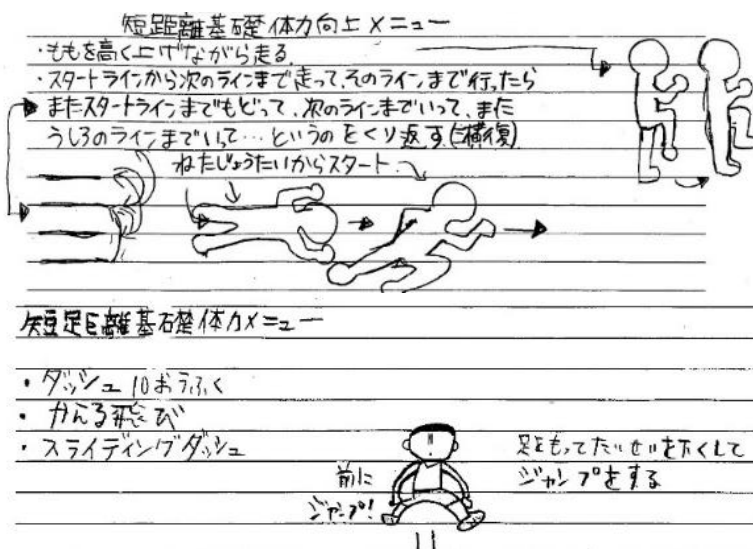 短距離基礎体力向上メニュー
・ももを高く上げながら走る.
・スタートラインから次のラインまで走って、そのラインまで行ったら
またスタートラインまでもどって、次のラインまでいって、また
うしろのラインまでいって…というのをくり返す。(横復)
ねたじょうたいからスタート.
短距離基礎体力メニュー
・ダッシュ10おうふく
・かえる飛び
・スライディングダッシュ
足をもってたいせいを下くして
ジャンプをする
前に
ジャンプ!